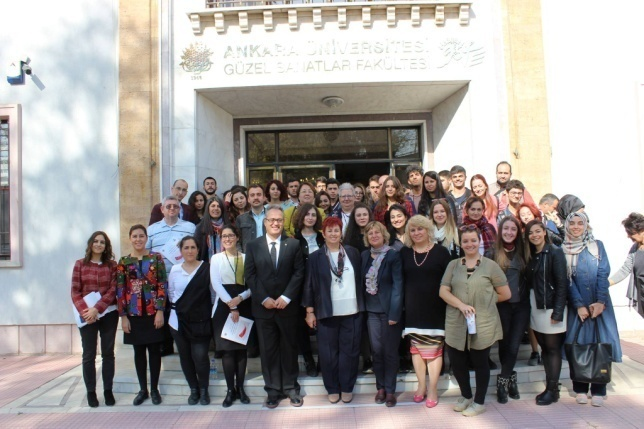 ANKARA ÜNİVERSİTESİ
GÜZEL SANATLAR FAKÜLTESİ